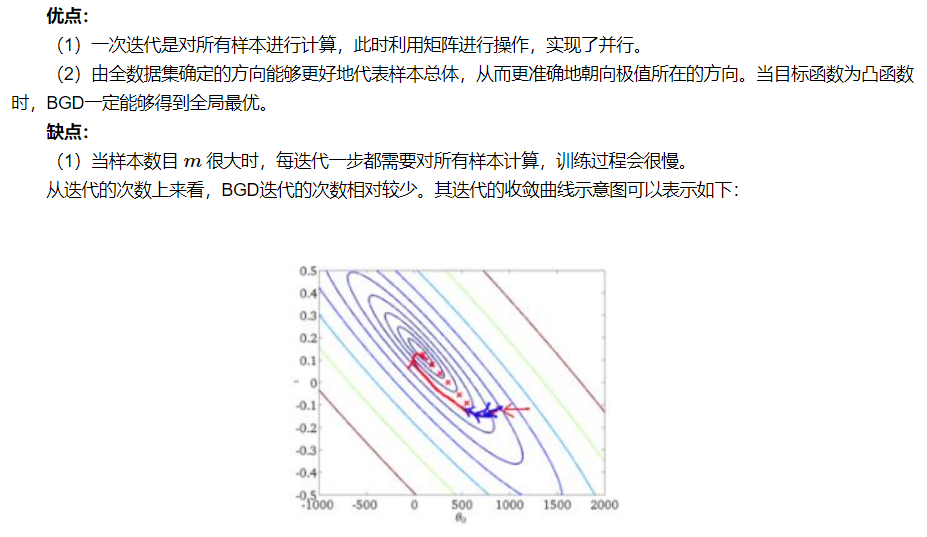 优点:
（1）一次迭代是对所有样本进行计算，此时利用矩阵进行操作，实现了并行。
（2）由全数据集确定的方向能够更好地代表样本总体，从而更准确地朝向极值所在的方向。当目标函数为凸函数
时，BGD一定能够得到全局最优。
缺点:
（1）当样本数目 m 很大时，每迭代一步都需要对所有样本计算，训练过程会很慢。
从迭代的次数上来看，BGD迭代的次数相对较少。其迭代的收敛曲线示意图可以表示如下：
0.5
0.4
0.3
0.2
0.1
0
-0.1
-0.2
-0.3
-0.4
-0.5
-1000 -500 0 500 1000 1500 2000
θ₀